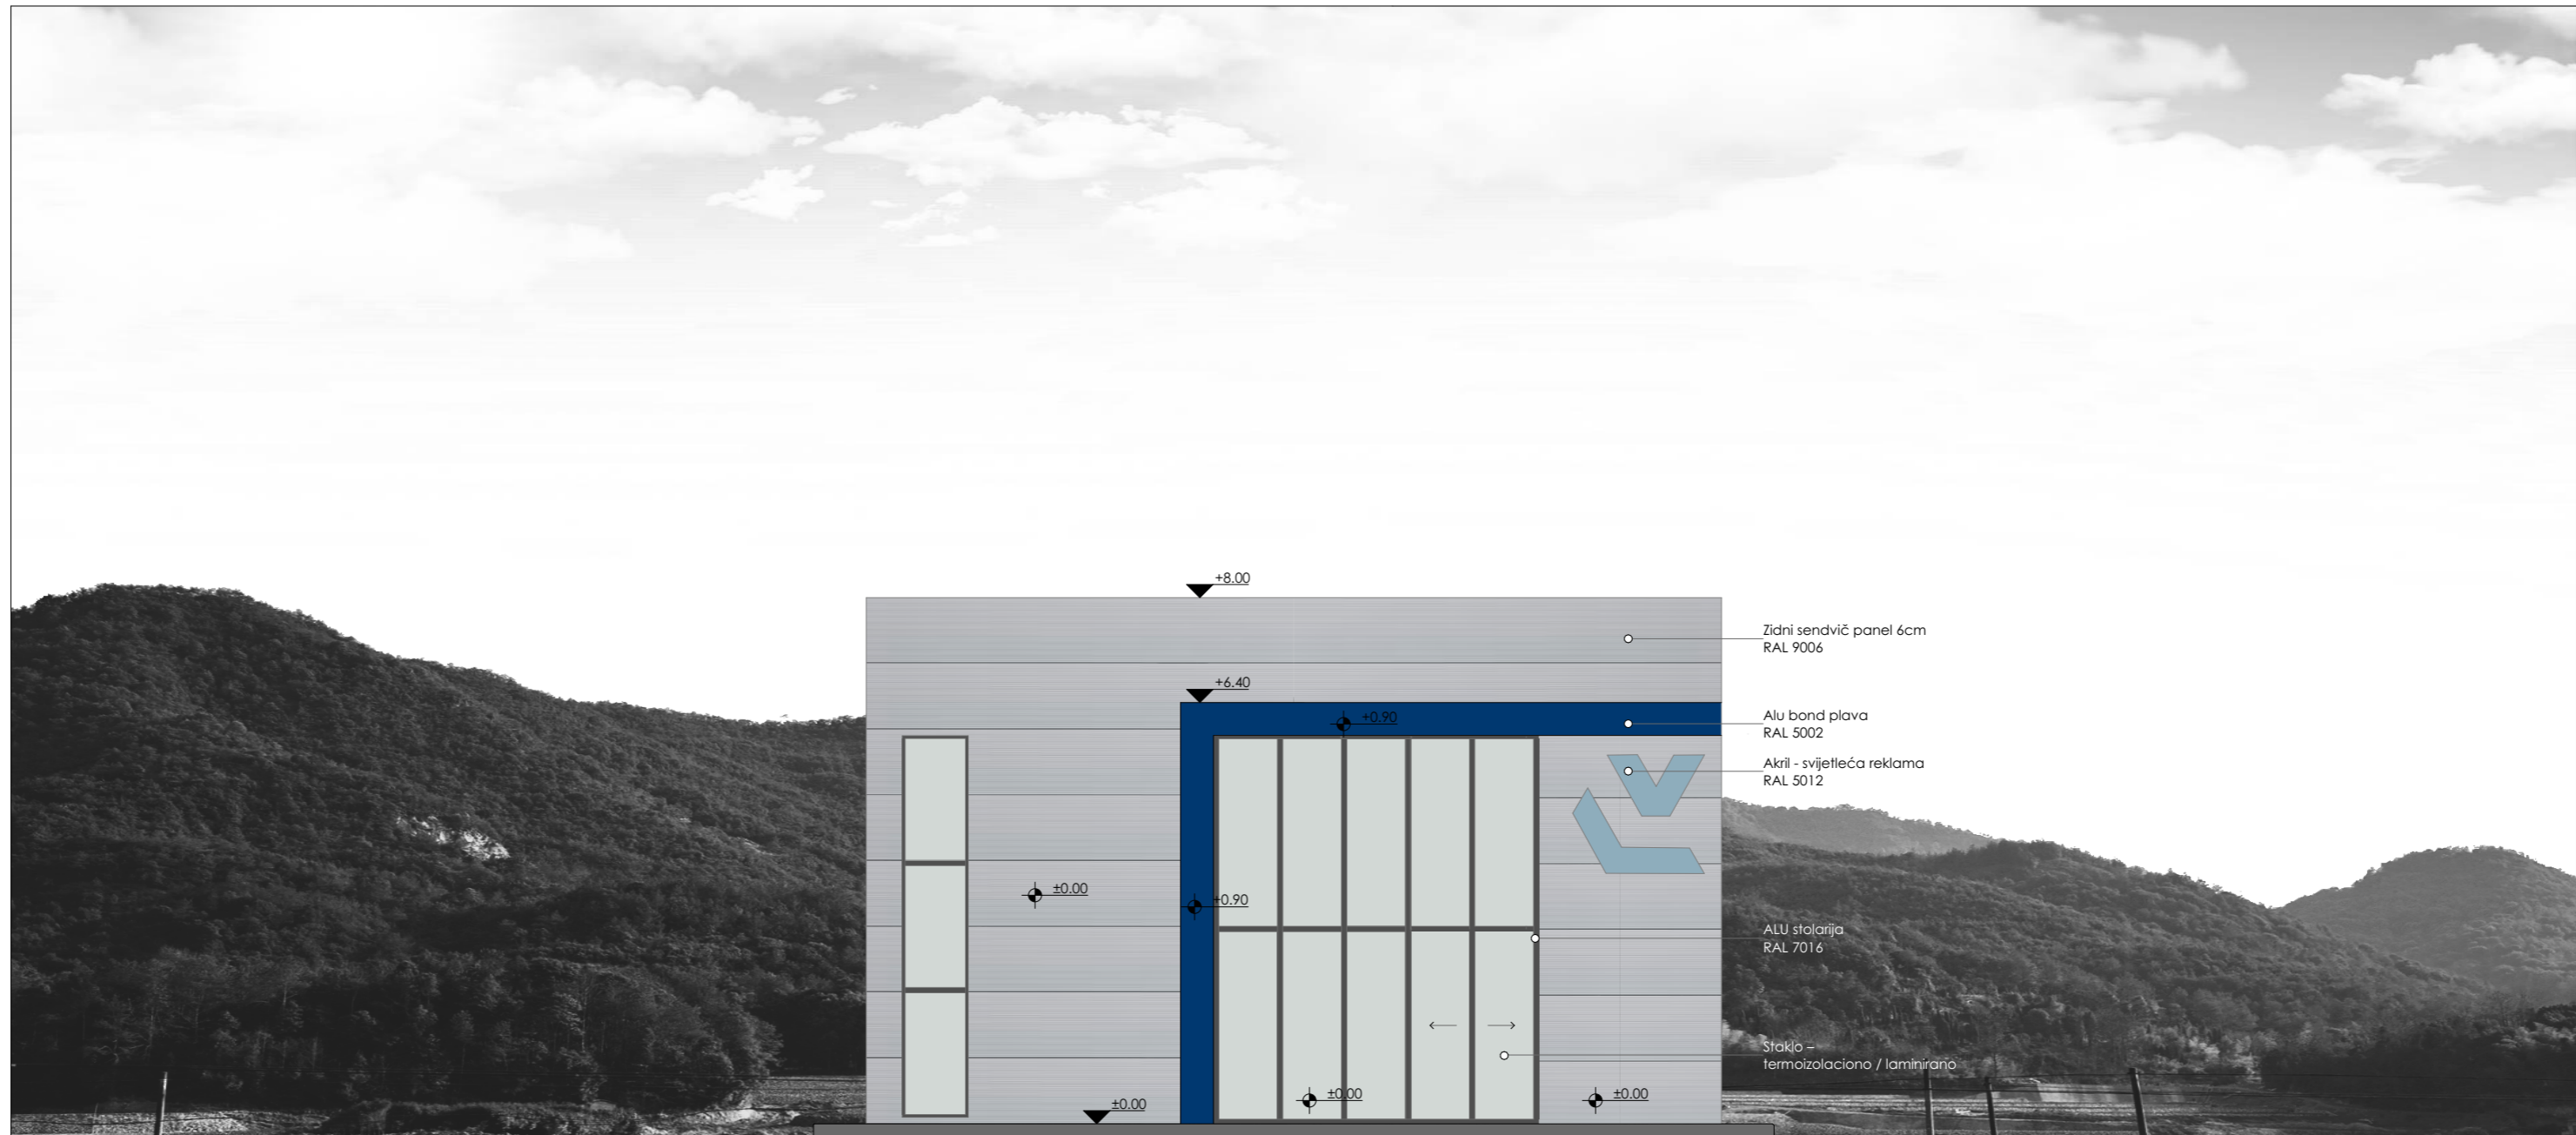 +8.00
Zidni sendvič panel 6cm
RAL 9006
+6.40
+0.90
Alu bond plava
RAL 5002
Akril - svijetleća reklama
RAL 5012
±0.00
+0.90
ALU stolarija
RAL 7016
Staklo –
termoizolaciono / laminirano
±0.00
±0.00
±0.00